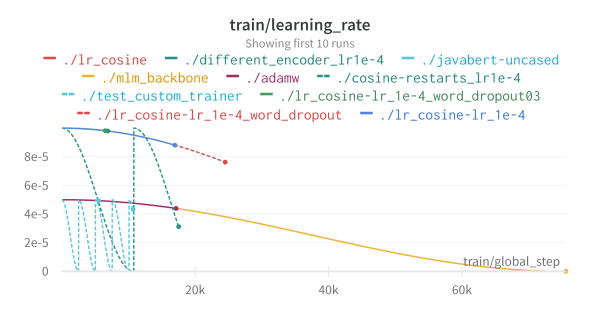 train/learning_rate
Showing first 10 runs
./lr_cosine ./different_encoder_lr1e-4 ./javabert-uncased
./mlm_backbone ./adamw ./cosine-restarts_lr1e-4
./test_custom_trainer ./lr_cosine-lr_1e-4_word_dropout03
./lr_cosine-lr_1e-4_word_dropout ./lr_cosine-lr_1e-4
8e-5
6e-5
4e-5
2e-5
train/global_step
0
20k 40k 60k